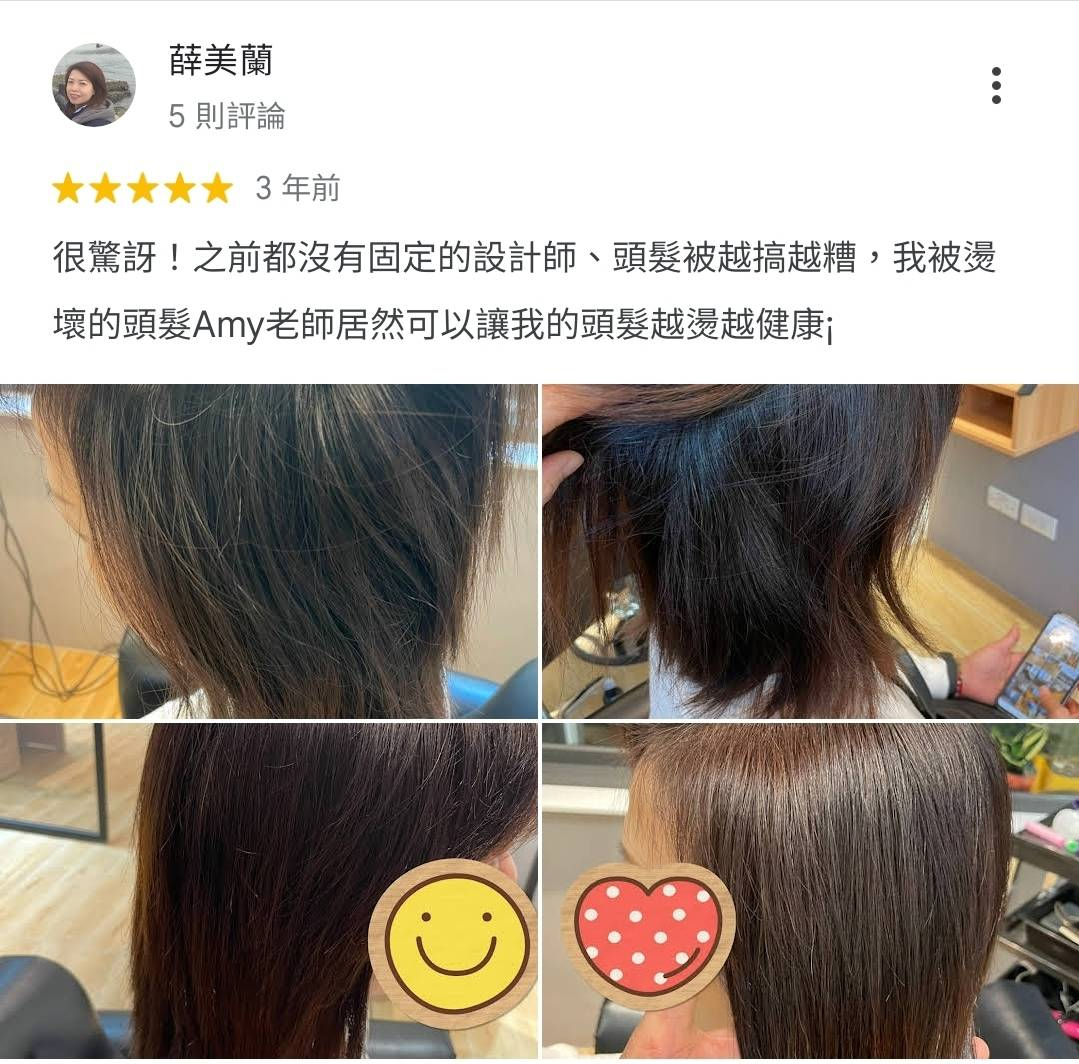 薛美蘭
5 則評論
3 年前
很驚訝！之前都沒有固定的設計師、頭髮被越搞越糟，我被燙
壞的頭髮Amy老師居然可以讓我的頭髮越燙越健康¡